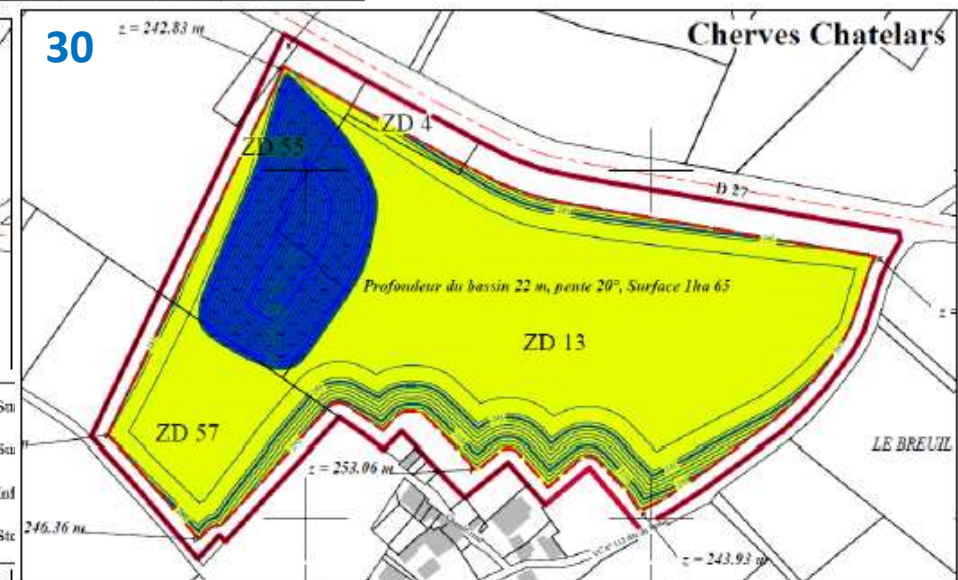 30
z = 242.83 m
Cherves Chatelars
ZD 4
ZD 55
D 27
Profondeur du bassin 22 m, pente 20°, Surface 1ha 65
z =
ZD 13
ZD 57
LE BREUIL
z = 253.06 m
246.36 m
z = 243.93 m